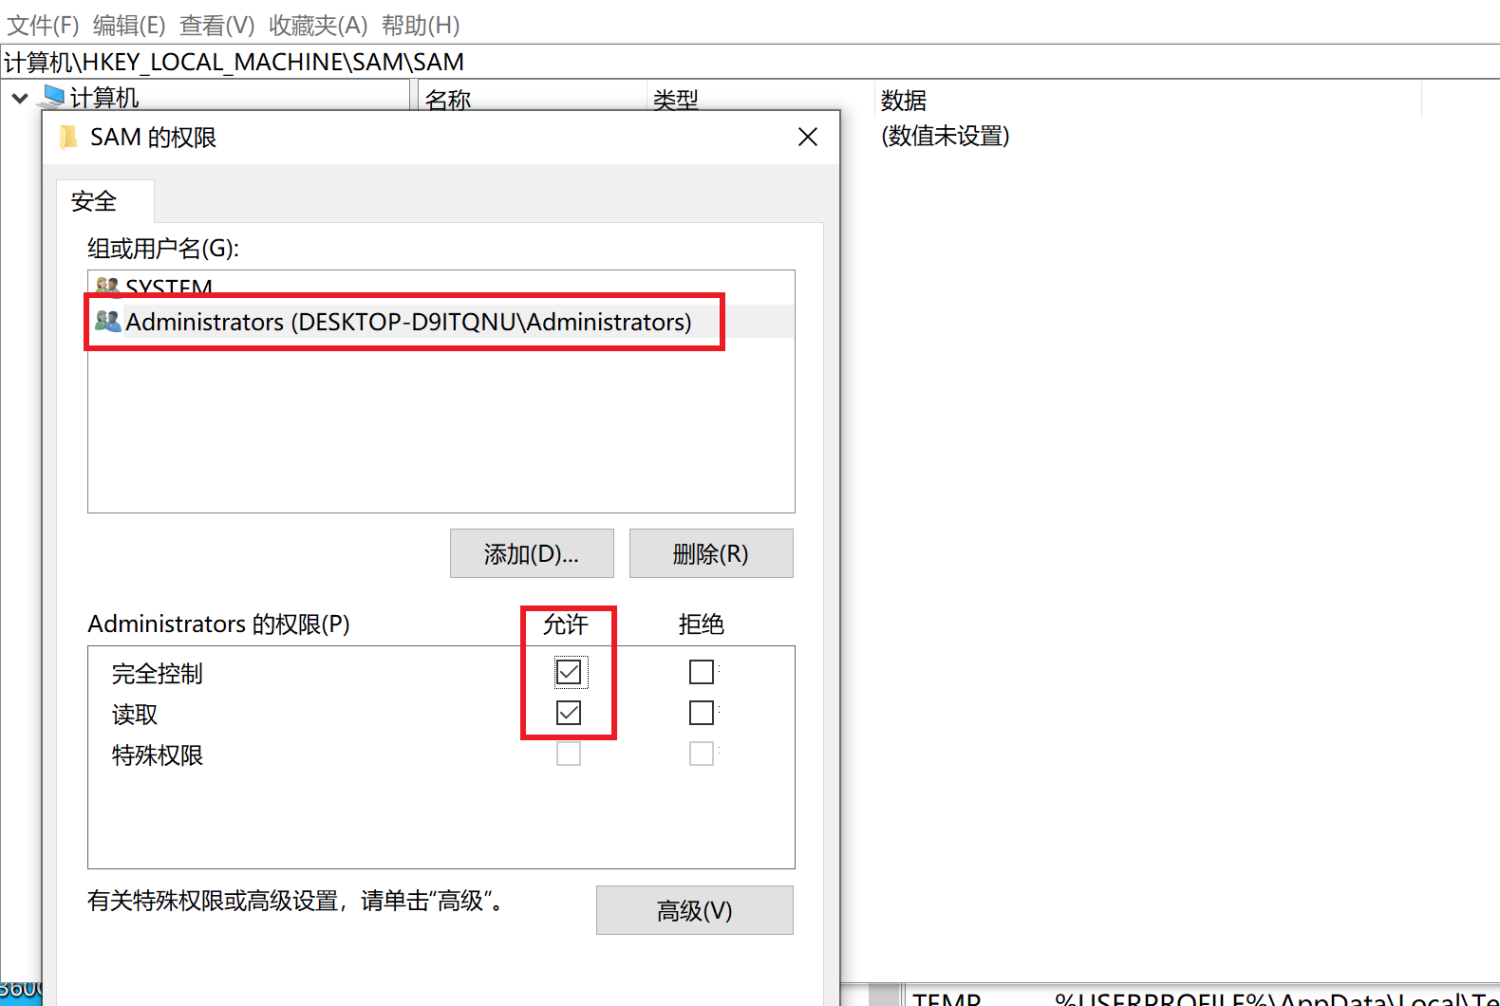 文件(F) 编辑(E) 查看(V) 收藏夹(A) 帮助(H)
计算机\HKEY_LOCAL_MACHINE\SAM\SAM
计算机
名称 类型 数据
(数值未设置)
SAM 的权限
安全
组或用户名(G):
SYSTEM
Administrators (DESKTOP-D9ITQNU\Administrators)
添加(D)... 删除(R)
Administrators 的权限(P) 允许 拒绝
完全控制
读取
特殊权限
有关特殊权限或高级设置，请单击“高级”。
高级(V)
TEMP %USERPROFILE%\AppData\Local\Te